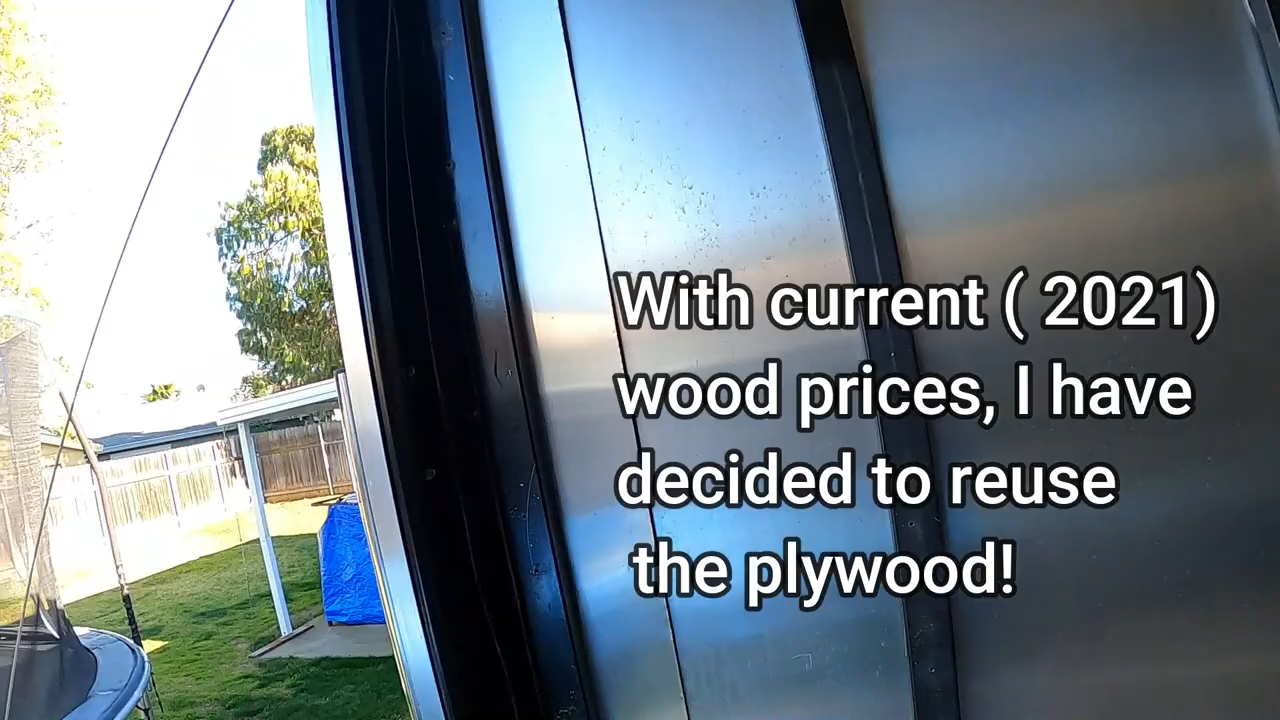 With current ( 2021)
wood prices, I have
decided to reuse
the plywood!